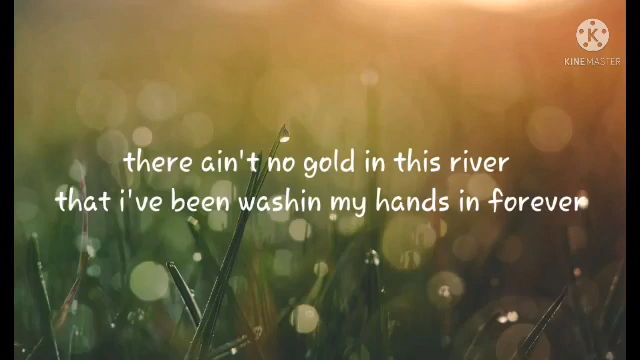 K
KINEMASTER
there ain't no gold in this river
that i've been washin my hands in forever